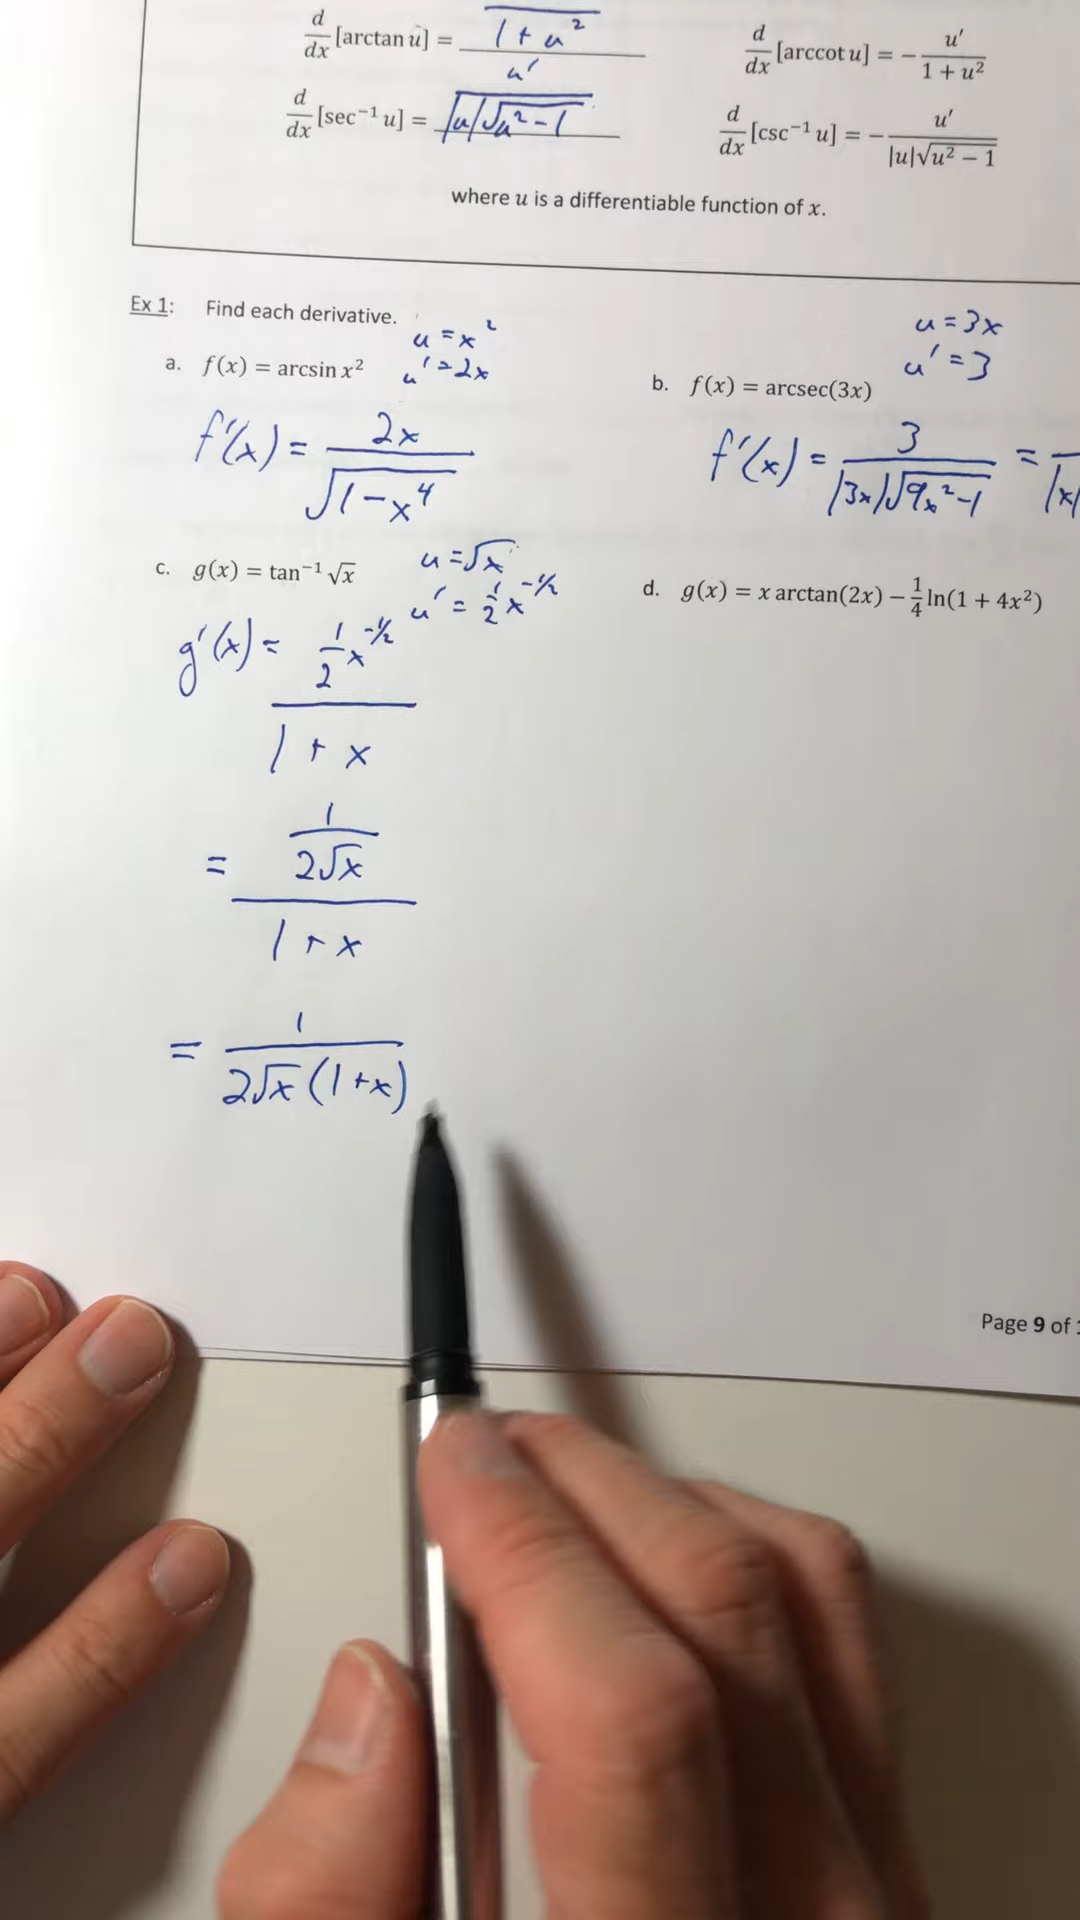 d/dx [arctan u] = ‾1 + u²
d/dx [arccot u] = − u'/(1 + u²)
d/dx [sec⁻¹ u] = u'/(|u|√(u² − 1))
d/dx [csc⁻¹ u] = − u'/(|u|√(u² − 1))
where u is a differentiable function of x.
Ex 1: Find each derivative.
a. f(x) = arcsin x²
u = x²
u' = 2x
f'(x) = 2x/√(1 − x⁴)
b. f(x) = arcsec(3x)
u = 3x
u' = 3
f'(x) = 3/(|3x|√(9x² − 1)) = /|x|
c. g(x) = tan⁻¹ √x
u = √x
u' = 1/2 x^(-1/2)
g'(x) = (1/2 x^(-1/2))/(1 + x)
= (1/(2√x))/(1 + x)
= 1/(2√x (1 + x))
d. g(x) = x arctan(2x) − 1/4 ln(1 + 4x²)
Page 9 of